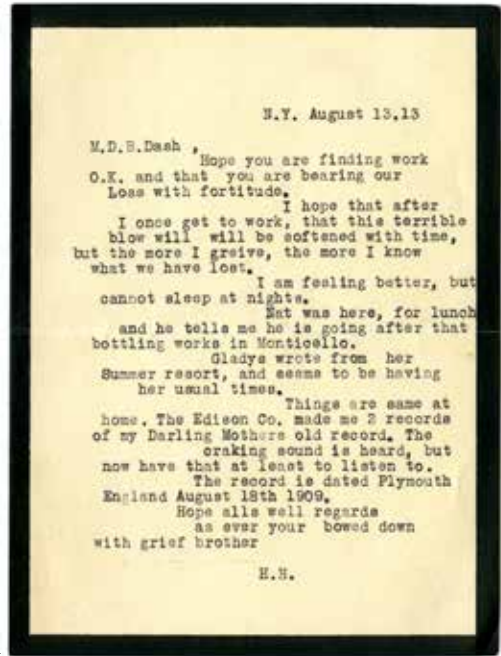 N.Y. August 13.13
M.D.B.Dash ,
Hope you are finding work
O.K. and that you are bearing our
Loss with fortitude.
I hope that after
I once get to work, that this terrible
blow will will be softened with time,
but the more I greive, the more I know
what we have lost.
I am feeling better, but
cannot sleep at nights.
Nat was here, for lunch
and he tells me he is going after that
bottling works in Monticello.
Gladys wrote from her
Summer resort, and seems to be having
her usual times.
Things are same at
home. The Edison Co. made me 2 records
of my Darling Mothers old record. The
craking sound is heard, but
now have that at least to listen to.
The record is dated Plymouth
England August 18th 1909.
Hope alls well regards
as ever your bowed down
with grief brother
H.H.